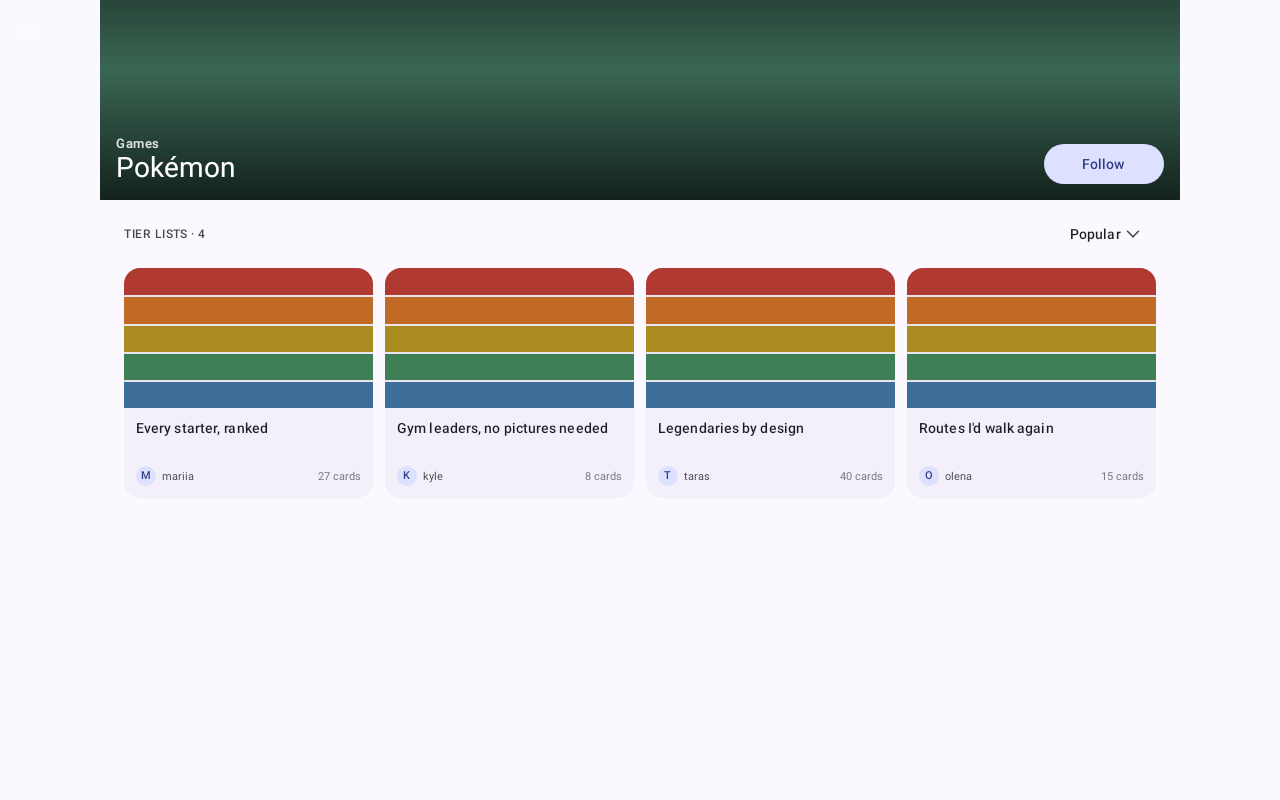 Games
Pokémon
Follow
TIER LISTS · 4
Popular
Every starter, ranked
M mariia 27 cards
Gym leaders, no pictures needed
K kyle 8 cards
Legendaries by design
T taras 40 cards
Routes I'd walk again
O olena 15 cards